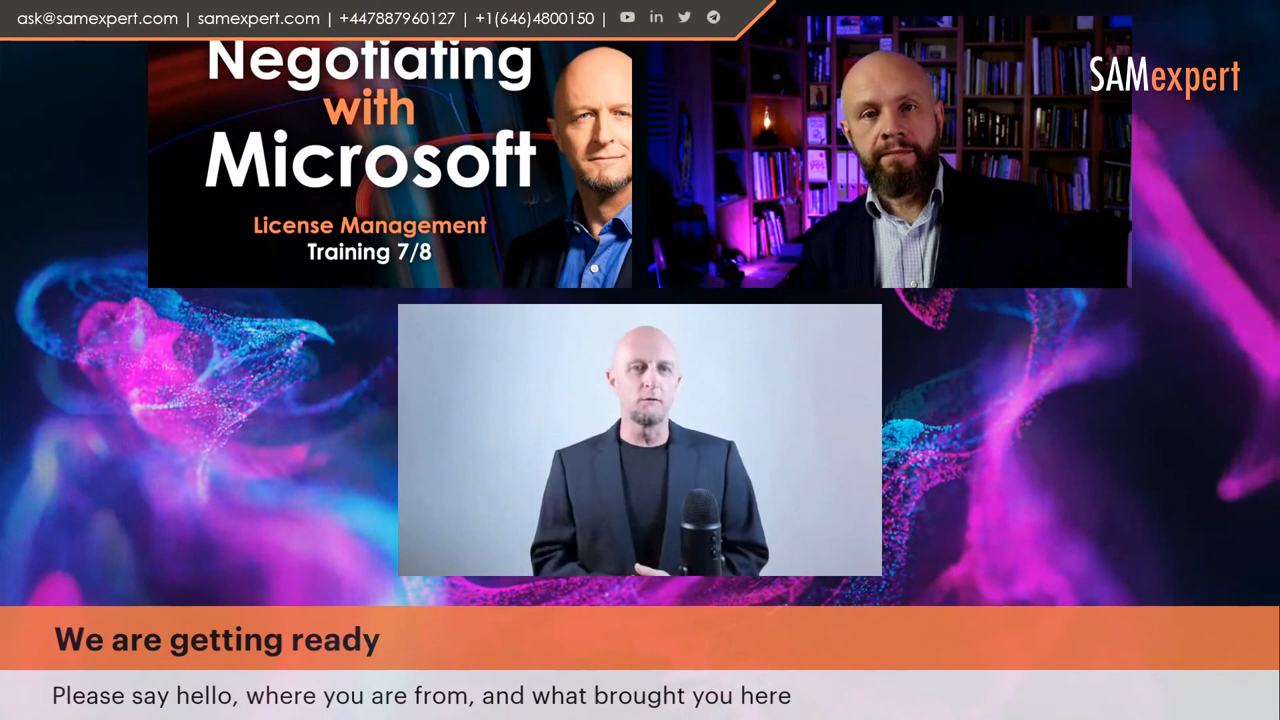 ask@samexpert.com | samexpert.com | +447887960127 | +1(646)4800150 |
SAMexpert
Negotiating
with
Microsoft
License Management
Training 7/8
We are getting ready
Please say hello, where you are from, and what brought you here